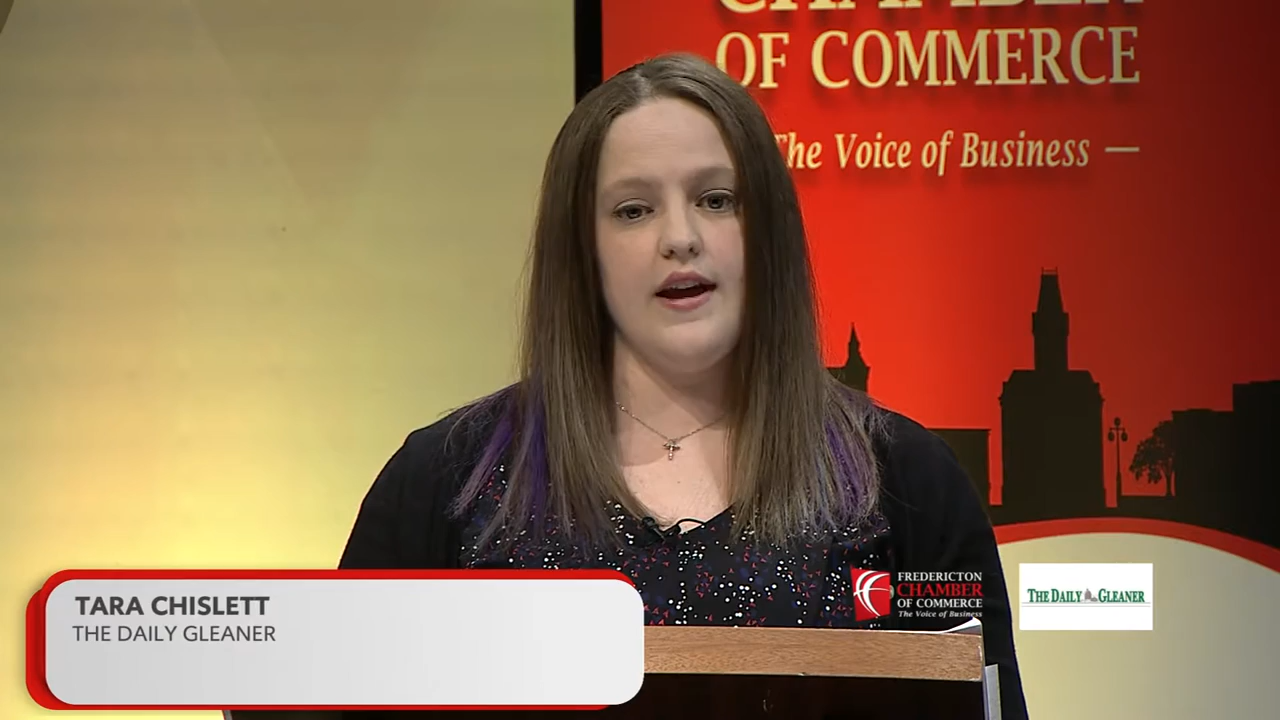 OF COMMERCE
The Voice of Business —
FREDERICTON
CHAMBER
OF COMMERCE
The Voice of Business
THE DAILY GLEANER
TARA CHISLETT
THE DAILY GLEANER